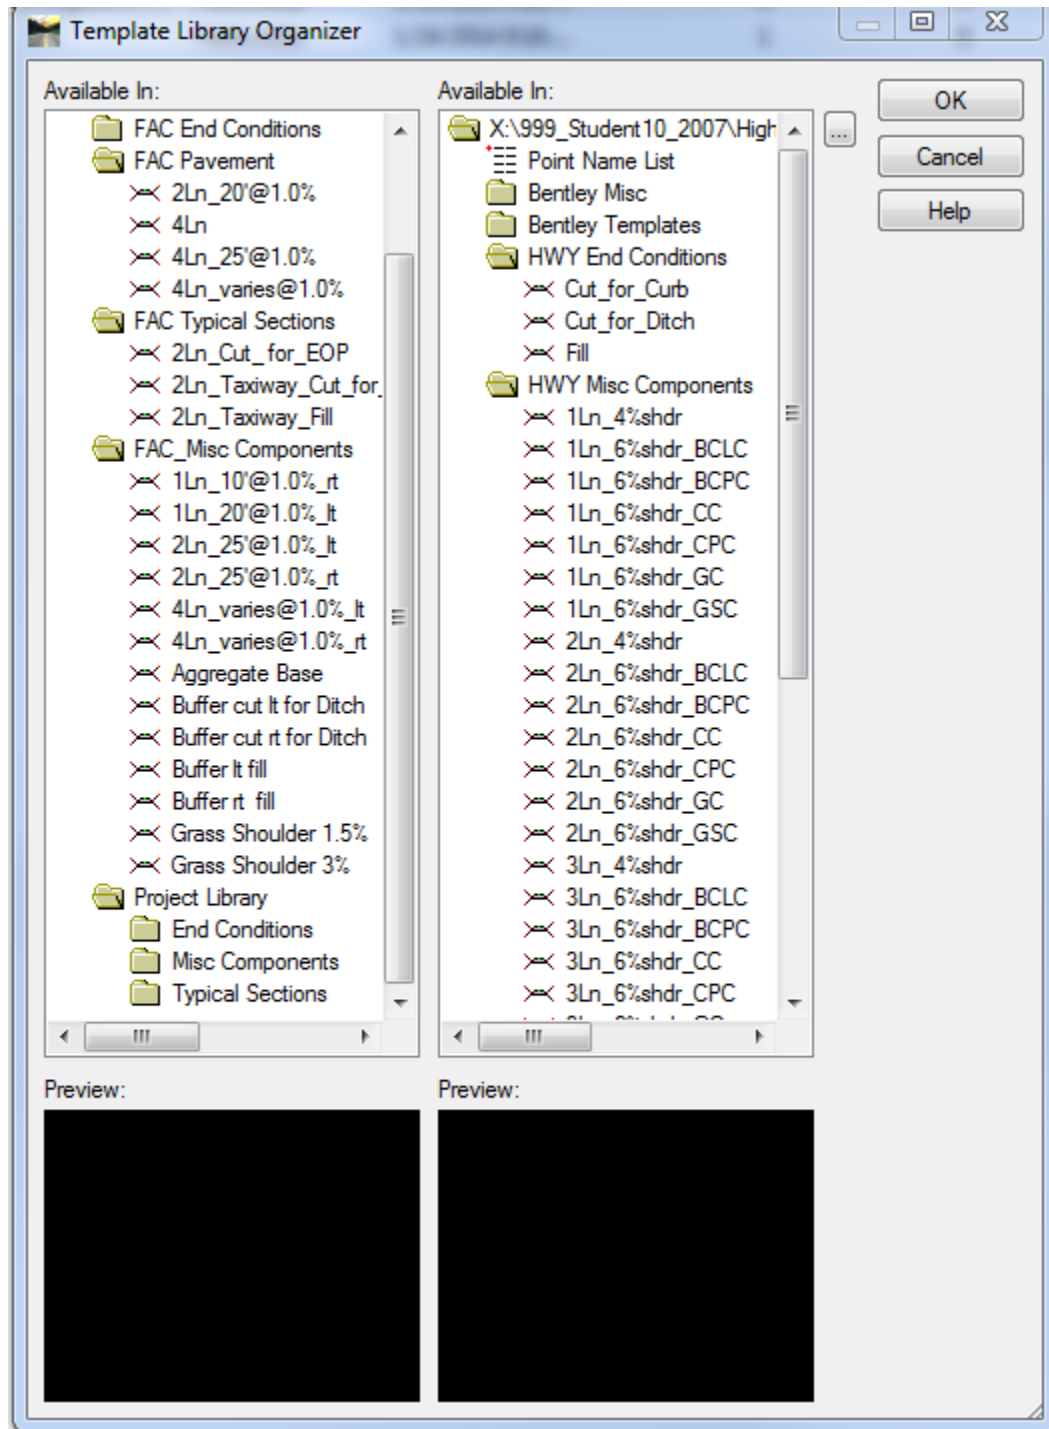 Template Library Organizer
Available In:
FAC End Conditions
FAC Pavement
2Ln_20'@1.0%
4Ln
4Ln_25'@1.0%
4Ln_varies@1.0%
FAC Typical Sections
2Ln_Cut_for_EOP
2Ln_Taxiway_Cut_for_
2Ln_Taxiway_Fill
FAC_Misc Components
1Ln_10'@1.0%_rt
1Ln_20'@1.0%_lt
2Ln_25'@1.0%_lt
2Ln_25'@1.0%_rt
4Ln_varies@1.0%_lt
4Ln_varies@1.0%_rt
Aggregate Base
Buffer cut lt for Ditch
Buffer cut rt for Ditch
Buffer lt fill
Buffer rt  fill
Grass Shoulder 1.5%
Grass Shoulder 3%
Project Library
End Conditions
Misc Components
Typical Sections
Preview:
Available In:
X:\999_Student10_2007\High
Point Name List
Bentley Misc
Bentley Templates
HWY End Conditions
Cut_for_Curb
Cut_for_Ditch
Fill
HWY Misc Components
1Ln_4%shdr
1Ln_6%shdr_BCLC
1Ln_6%shdr_BCPC
1Ln_6%shdr_CC
1Ln_6%shdr_CPC
1Ln_6%shdr_GC
1Ln_6%shdr_GSC
2Ln_4%shdr
2Ln_6%shdr_BCLC
2Ln_6%shdr_BCPC
2Ln_6%shdr_CC
2Ln_6%shdr_CPC
2Ln_6%shdr_GC
2Ln_6%shdr_GSC
3Ln_4%shdr
3Ln_6%shdr_BCLC
3Ln_6%shdr_BCPC
3Ln_6%shdr_CC
3Ln_6%shdr_CPC
Preview:
...
OK
Cancel
Help